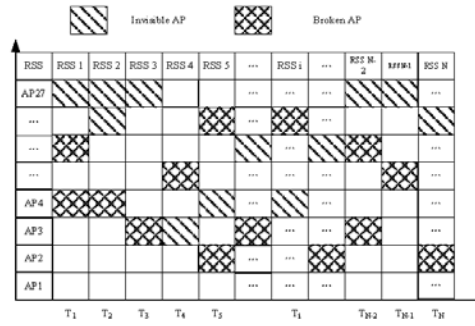 Invisible AP Broken AP
RSS RSS 1 RSS 2 RSS 3 RSS 4 RSS 5 ... RSS i ... RSS N-2 RSS N-1 RSS N
AP27
... ... ...
... ... ...
... ... ... ...
AP4 ... ... ...
AP3 ... ...
AP2 ... ...
AP1 ... ... ... ...
T1 T2 T3 T4 T5 Ti TN-2 TN-1 TN